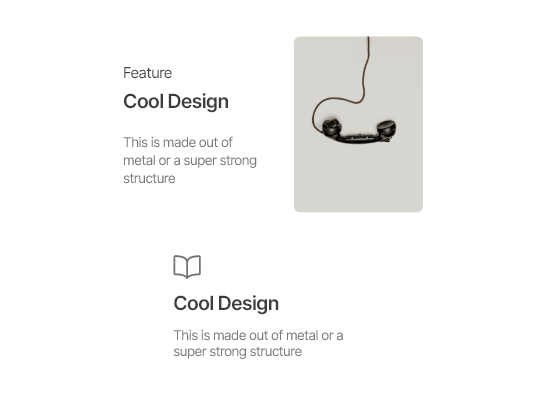 Feature
Cool Design
This is made out of
metal or a super strong
structure
Cool Design
This is made out of metal or a
super strong structure